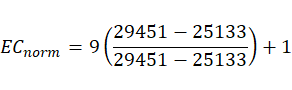 EC_norm = 9 ((29451 − 25133) / (29451 − 25133)) + 1